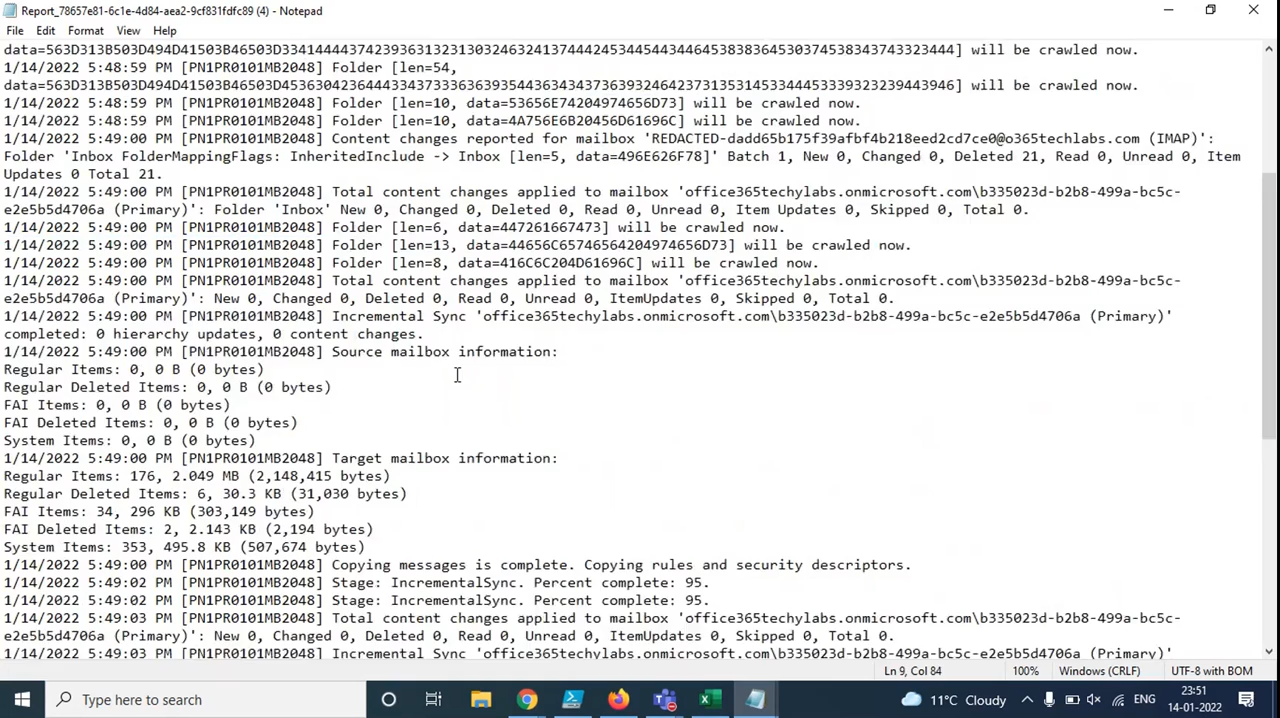 Report_78657e81-6c1e-4d84-aea2-9cf831fdfc89 (4) - Notepad
File Edit Format View Help
data=563D313B503D494D41503B46503D33414444374239363132313032463241374442453445443446453838364530374538343743323444] will be crawled now.
1/14/2022 5:48:59 PM [PN1PR0101MB2048] Folder [len=54,
data=563D313B503D494D41503B46503D4536304236444334373336363935443634343736393246423731353145333444453339323239443946] will be crawled now.
1/14/2022 5:48:59 PM [PN1PR0101MB2048] Folder [len=10, data=53656E74204974656D73] will be crawled now.
1/14/2022 5:48:59 PM [PN1PR0101MB2048] Folder [len=10, data=4A756E6B20456D61696C] will be crawled now.
1/14/2022 5:49:00 PM [PN1PR0101MB2048] Content changes reported for mailbox 'REDACTED-dadd65b175f39afbf4b218eed2cd7ce0@o365techlabs.com (IMAP)':
Folder 'Inbox FolderMappingFlags: InheritedInclude -> Inbox [len=5, data=496E626F78]' Batch 1, New 0, Changed 0, Deleted 21, Read 0, Unread 0, Item
Updates 0 Total 21.
1/14/2022 5:49:00 PM [PN1PR0101MB2048] Total content changes applied to mailbox 'office365techylabs.onmicrosoft.com\b335023d-b2b8-499a-bc5c-
e2e5b5d4706a (Primary)': Folder 'Inbox' New 0, Changed 0, Deleted 0, Read 0, Unread 0, Item Updates 0, Skipped 0, Total 0.
1/14/2022 5:49:00 PM [PN1PR0101MB2048] Folder [len=6, data=447261667473] will be crawled now.
1/14/2022 5:49:00 PM [PN1PR0101MB2048] Folder [len=13, data=44656C65746564204974656D73] will be crawled now.
1/14/2022 5:49:00 PM [PN1PR0101MB2048] Folder [len=8, data=416C6C204D61696C] will be crawled now.
1/14/2022 5:49:00 PM [PN1PR0101MB2048] Total content changes applied to mailbox 'office365techylabs.onmicrosoft.com\b335023d-b2b8-499a-bc5c-
e2e5b5d4706a (Primary)': New 0, Changed 0, Deleted 0, Read 0, Unread 0, ItemUpdates 0, Skipped 0, Total 0.
1/14/2022 5:49:00 PM [PN1PR0101MB2048] Incremental Sync 'office365techylabs.onmicrosoft.com\b335023d-b2b8-499a-bc5c-e2e5b5d4706a (Primary)'
completed: 0 hierarchy updates, 0 content changes.
1/14/2022 5:49:00 PM [PN1PR0101MB2048] Source mailbox information:
Regular Items: 0, 0 B (0 bytes)
Regular Deleted Items: 0, 0 B (0 bytes)
FAI Items: 0, 0 B (0 bytes)
FAI Deleted Items: 0, 0 B (0 bytes)
System Items: 0, 0 B (0 bytes)
1/14/2022 5:49:00 PM [PN1PR0101MB2048] Target mailbox information:
Regular Items: 176, 2.049 MB (2,148,415 bytes)
Regular Deleted Items: 6, 30.3 KB (31,030 bytes)
FAI Items: 34, 296 KB (303,149 bytes)
FAI Deleted Items: 2, 2.143 KB (2,194 bytes)
System Items: 353, 495.8 KB (507,674 bytes)
1/14/2022 5:49:00 PM [PN1PR0101MB2048] Copying messages is complete. Copying rules and security descriptors.
1/14/2022 5:49:02 PM [PN1PR0101MB2048] Stage: IncrementalSync. Percent complete: 95.
1/14/2022 5:49:02 PM [PN1PR0101MB2048] Stage: IncrementalSync. Percent complete: 95.
1/14/2022 5:49:03 PM [PN1PR0101MB2048] Total content changes applied to mailbox 'office365techylabs.onmicrosoft.com\b335023d-b2b8-499a-bc5c-
e2e5b5d4706a (Primary)': New 0, Changed 0, Deleted 0, Read 0, Unread 0, ItemUpdates 0, Skipped 0, Total 0.
1/14/2022 5:49:03 PM [PN1PR0101MB2048] Incremental Sync 'office365techylabs.onmicrosoft.com\b335023d-b2b8-499a-bc5c-e2e5b5d4706a (Primary)'
Ln 9, Col 84 100% Windows (CRLF) UTF-8 with BOM
Type here to search 11°C Cloudy ENG 23:51
14-01-2022